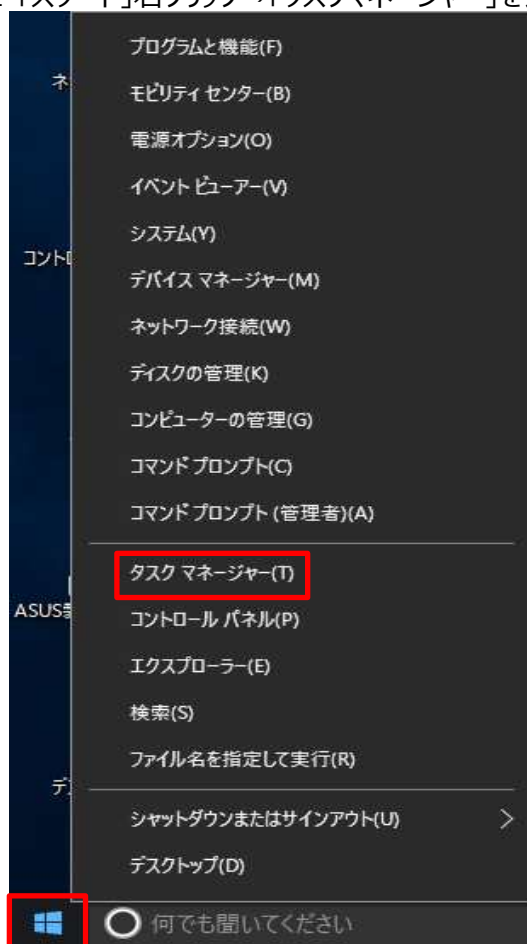 プログラムと機能(F)
ネ
モビリティ センター(B)
電源オプション(O)
イベント ビューアー(V)
システム(Y)
コントロ
デバイス マネージャー(M)
ネットワーク接続(W)
ディスクの管理(K)
コンピューターの管理(G)
コマンド プロンプト(C)
コマンド プロンプト (管理者)(A)
タスク マネージャー(T)
ASUS
コントロール パネル(P)
エクスプローラー(E)
検索(S)
ファイル名を指定して実行(R)
デ
シャットダウンまたはサインアウト(U)
デスクトップ(D)
何でも聞いてください